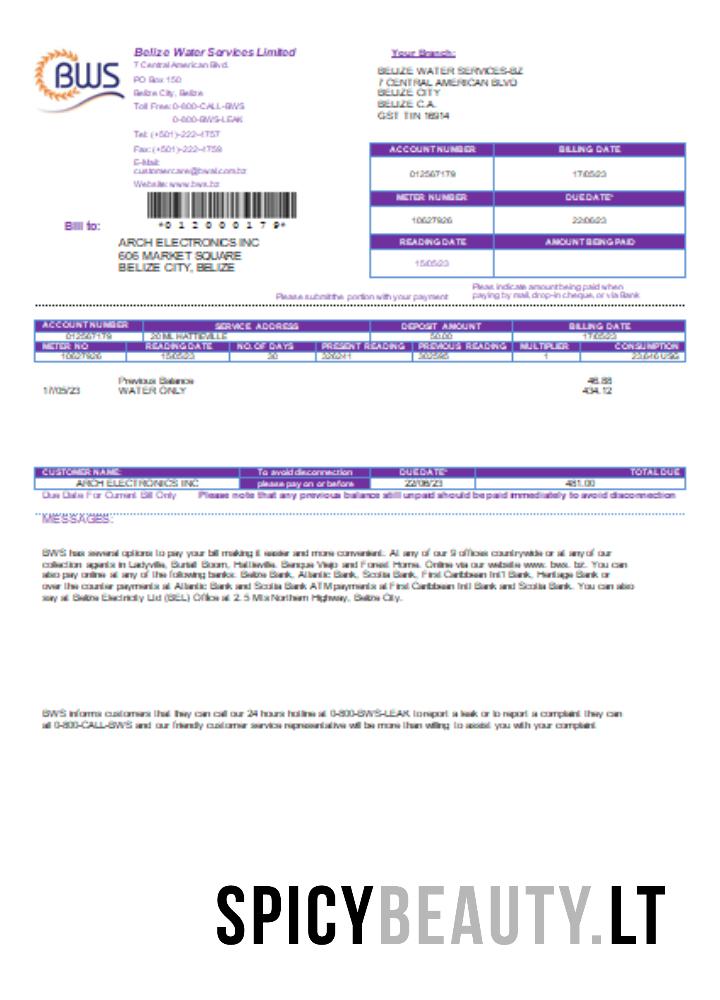 BWS
Belize Water Services Limited
7 Central American Blvd.
PO Box 150
Belize City, Belize
Toll Free: 0-800-CALL-BWS
0-800-BWS-LEAK
Tel: (+501)-222-4757
Fax: (+501)-222-4759
E-Mail:
customercare@bwsl.com.bz
Website: www.bws.bz
*012000179*
Your Branch:
BELIZE WATER SERVICES-BZ
7 CENTRAL AMERICAN BLVD
BELIZE CITY
BELIZE C.A.
GST TIN 16914
ACCOUNT NUMBER BILLING DATE
012567179 17/05/23
METER NUMBER DUE DATE*
10627926 22/06/23
READING DATE AMOUNT BEING PAID
15/05/23
Bill to:
ARCH ELECTRONICS INC
606 MARKET SQUARE
BELIZE CITY, BELIZE
Please submit the portion with your payment
Pleas indicate amount being paid when
paying by mail, drop-in cheque, or via Bank
ACCOUNT NUMBER SERVICE ADDRESS DEPOSIT AMOUNT BILLING DATE
012567179 20 ML HATTIEVILLE 50.00 17/05/23
METER NO READING DATE NO. OF DAYS PRESENT READING PREVIOUS READING MULTIPLIER CONSUMPTION
10627926 15/05/23 30 326241 302595 1 23,646 USG
Previous Balance 46.88
17/05/23 WATER ONLY 434.12
CUSTOMER NAME: To avoid disconnection DUE DATE* TOTAL DUE
ARCH ELECTRONICS INC please pay on or before 22/06/23 481.00
Due Date For Current Bill Only Please note that any previous balance still unpaid should be paid immediately to avoid disconnection
MESSAGES:
BWS has several options to pay your bill making it easier and more convenient. At any of our 9 offices countrywide or at any of our
collection agents in Ladyville, Burrall Boom, Hattieville. Benque Viejo and Forest Home. Online via our website www. bws. bz. You can
also pay online at any of the following banks: Belize Bank, Atlantic Bank, Scotia Bank, First Caribbean Int'l Bank, Heritage Bank or
over the counter payments at Atlantic Bank and Scotia Bank ATM payments at First Caribbean Intl Bank and Scotia Bank. You can also
say at Belize Electricity Ltd (BEL) Office at 2. 5 Mls Northern Highway, Belize City.
BWS informs customers that they can call our 24 hours hotline at 0-800-BWS-LEAK to report a leak or to report a complaint they can
all 0-800-CALL-BWS and our friendly customer service representative will be more than willing to assist you with your complaint
SPICYBEAUTY.LT